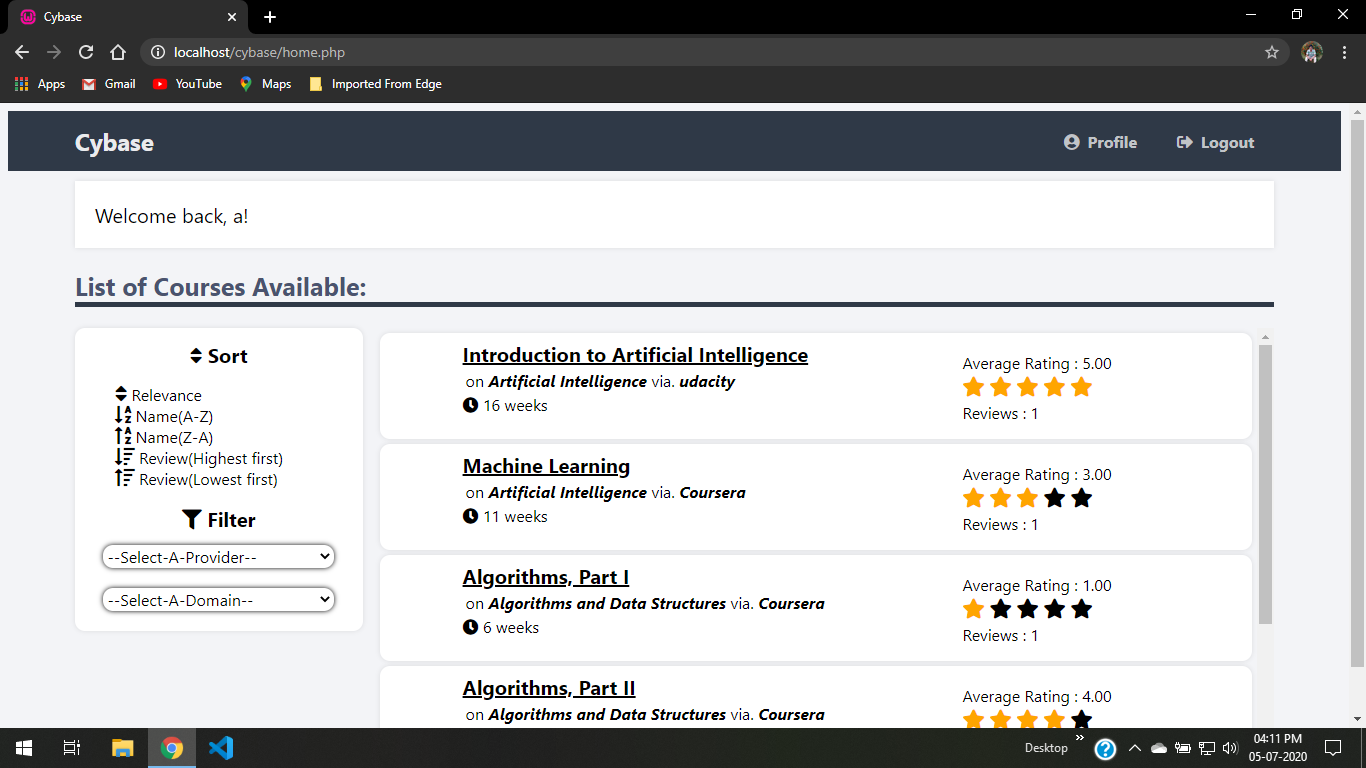 Cybase
localhost/cybase/home.php
Apps
Gmail
YouTube
Maps
Imported From Edge
Cybase
Profile
Logout
Welcome back, a!
List of Courses Available:
Sort
Relevance
Name(A-Z)
Name(Z-A)
Review(Highest first)
Review(Lowest first)
Filter
--Select-A-Provider--
--Select-A-Domain--
Introduction to Artificial Intelligence
on Artificial Intelligence via. udacity
16 weeks
Average Rating : 5.00
Reviews : 1
Machine Learning
on Artificial Intelligence via. Coursera
11 weeks
Average Rating : 3.00
Reviews : 1
Algorithms, Part I
on Algorithms and Data Structures via. Coursera
6 weeks
Average Rating : 1.00
Reviews : 1
Algorithms, Part II
on Algorithms and Data Structures via. Coursera
Average Rating : 4.00
Desktop
04:11 PM
05-07-2020